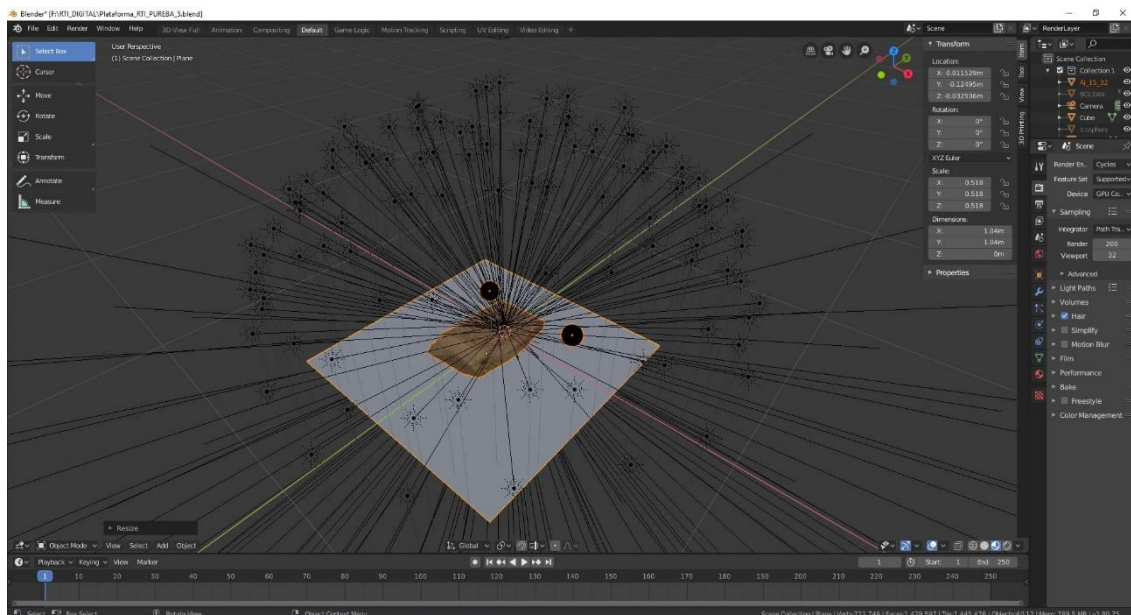 Blender* [F:\RTI_DIGITAL\Plataforma_RTI_PUREBA_5.blend]
File Edit Render Window Help
3D View Full Animation Compositing Default Game Logic Motion Tracking Scripting UV Editing Video Editing +
Scene
RenderLayer
Select Box
Cursor
Move
Rotate
Scale
Transform
Annotate
Measure
User Perspective
(1) Scene Collection | Plane
Transform
Location:
X: 0.011529m
Y: -0.12495m
Z: -0.032936m
Rotation:
X: 0°
Y: 0°
Z: 0°
XYZ Euler
Scale:
X: 0.518
Y: 0.518
Z: 0.518
Dimensions:
X: 1.04m
Y: 1.04m
Z: 0m
Properties
Item
Tool
View
3D Printing
Scene Collection
Collection 1
AJ_15_32
BOLEAN
Camera
Cube
Icosphere
Scene
Render En.. Cycles
Feature Set Supported
Device GPU Co..
Sampling
Integrator Path Tra..
Render 200
Viewport 32
Advanced
Light Paths
Volumes
Hair
Simplify
Motion Blur
Film
Performance
Bake
Freestyle
Color Management
Resize
Object Mode View Select Add Object
Global
Playback Keying View Marker
1 Start: 1 End: 250
1 10 20 30 40 50 60 70 80 90 100 110 120 130 140 150 160 170 180 190 200 210 220 230 240 250
Select Box Select Rotate View Object Context Menu